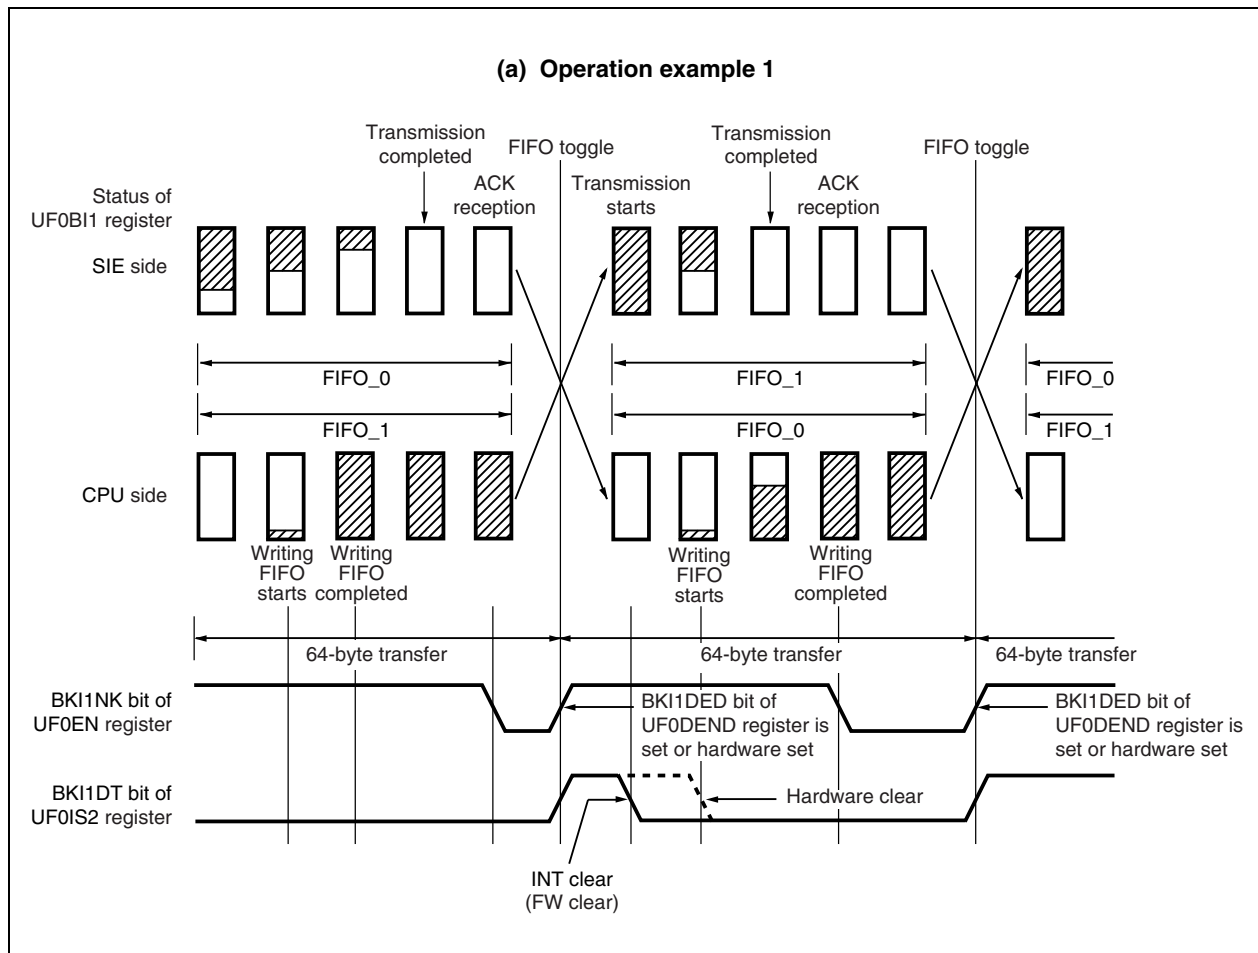 (a) Operation example 1
Transmission
completed
FIFO toggle
Transmission
completed
FIFO toggle
Status of
UF0BI1 register
ACK
reception
Transmission
starts
ACK
reception
SIE side
FIFO_0
FIFO_1
FIFO_0
FIFO_1
FIFO_0
FIFO_1
CPU side
Writing
FIFO
starts
Writing
FIFO
completed
Writing
FIFO
starts
Writing
FIFO
completed
64-byte transfer
64-byte transfer
64-byte transfer
BKI1NK bit of
UF0EN register
BKI1DED bit of
UF0DEND register is
set or hardware set
BKI1DED bit of
UF0DEND register is
set or hardware set
BKI1DT bit of
UF0IS2 register
Hardware clear
INT clear
(FW clear)